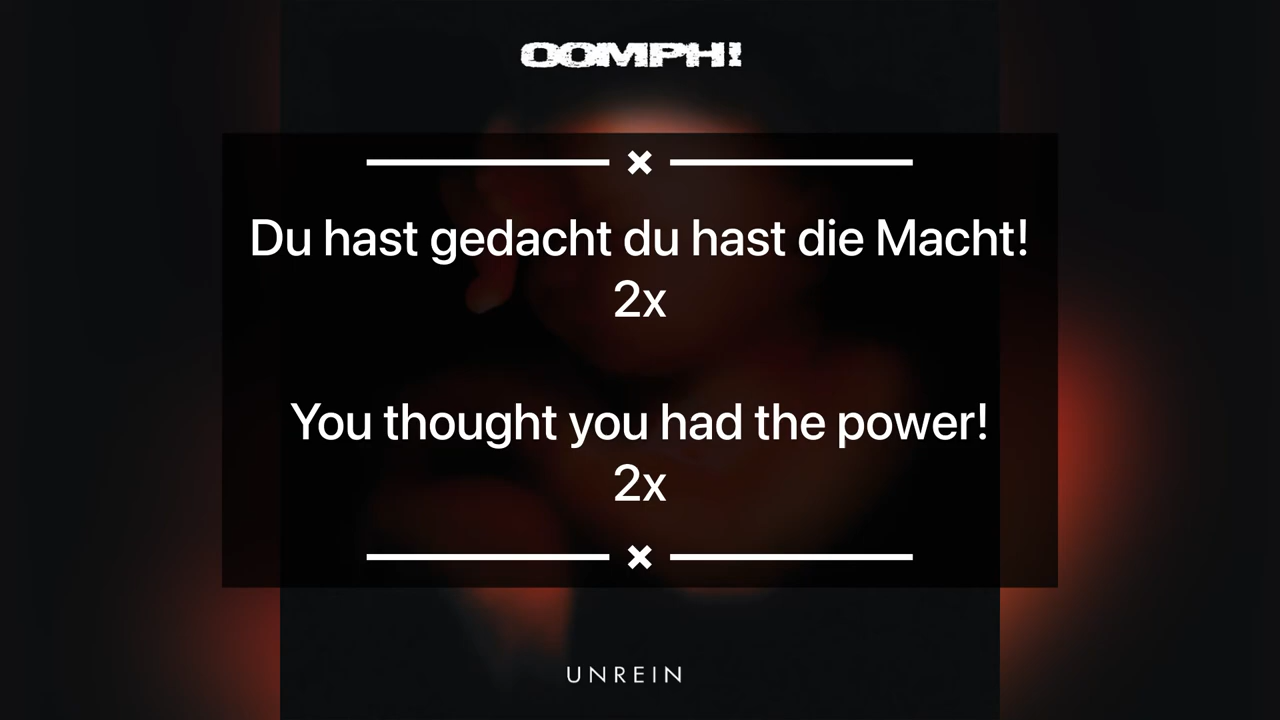 OOMPH!
Du hast gedacht du hast die Macht!
2x
You thought you had the power!
2x
UNREIN